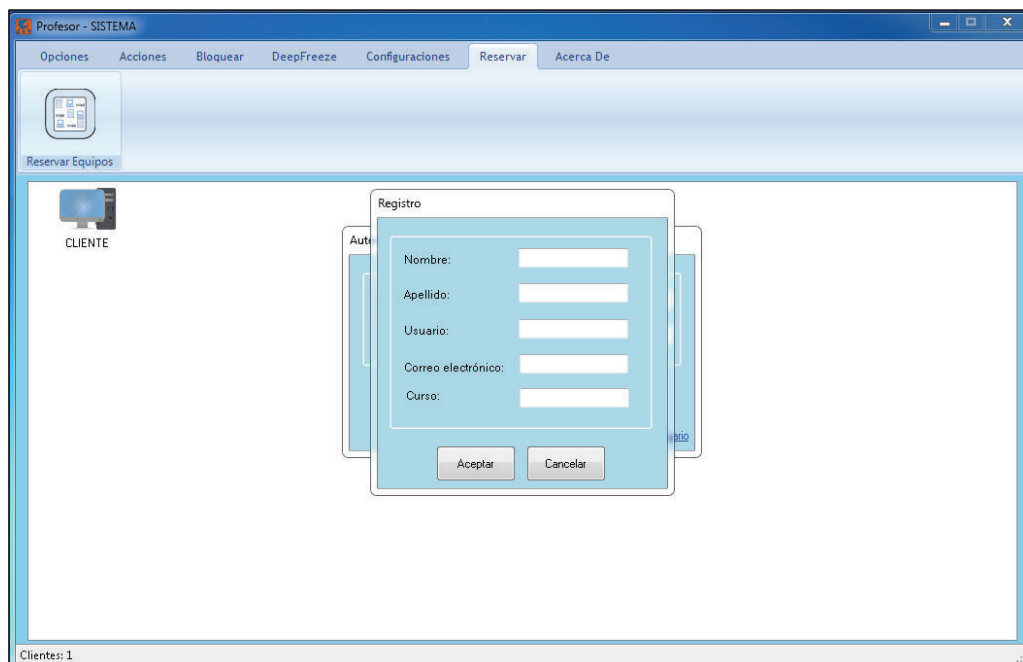 Profesor - SISTEMA
Opciones Acciones Bloquear DeepFreeze Configuraciones Reservar Acerca De
Reservar Equipos
CLIENTE
Registro
Nombre:
Apellido:
Usuario:
Correo electrónico:
Curso:
Aceptar Cancelar
Clientes: 1